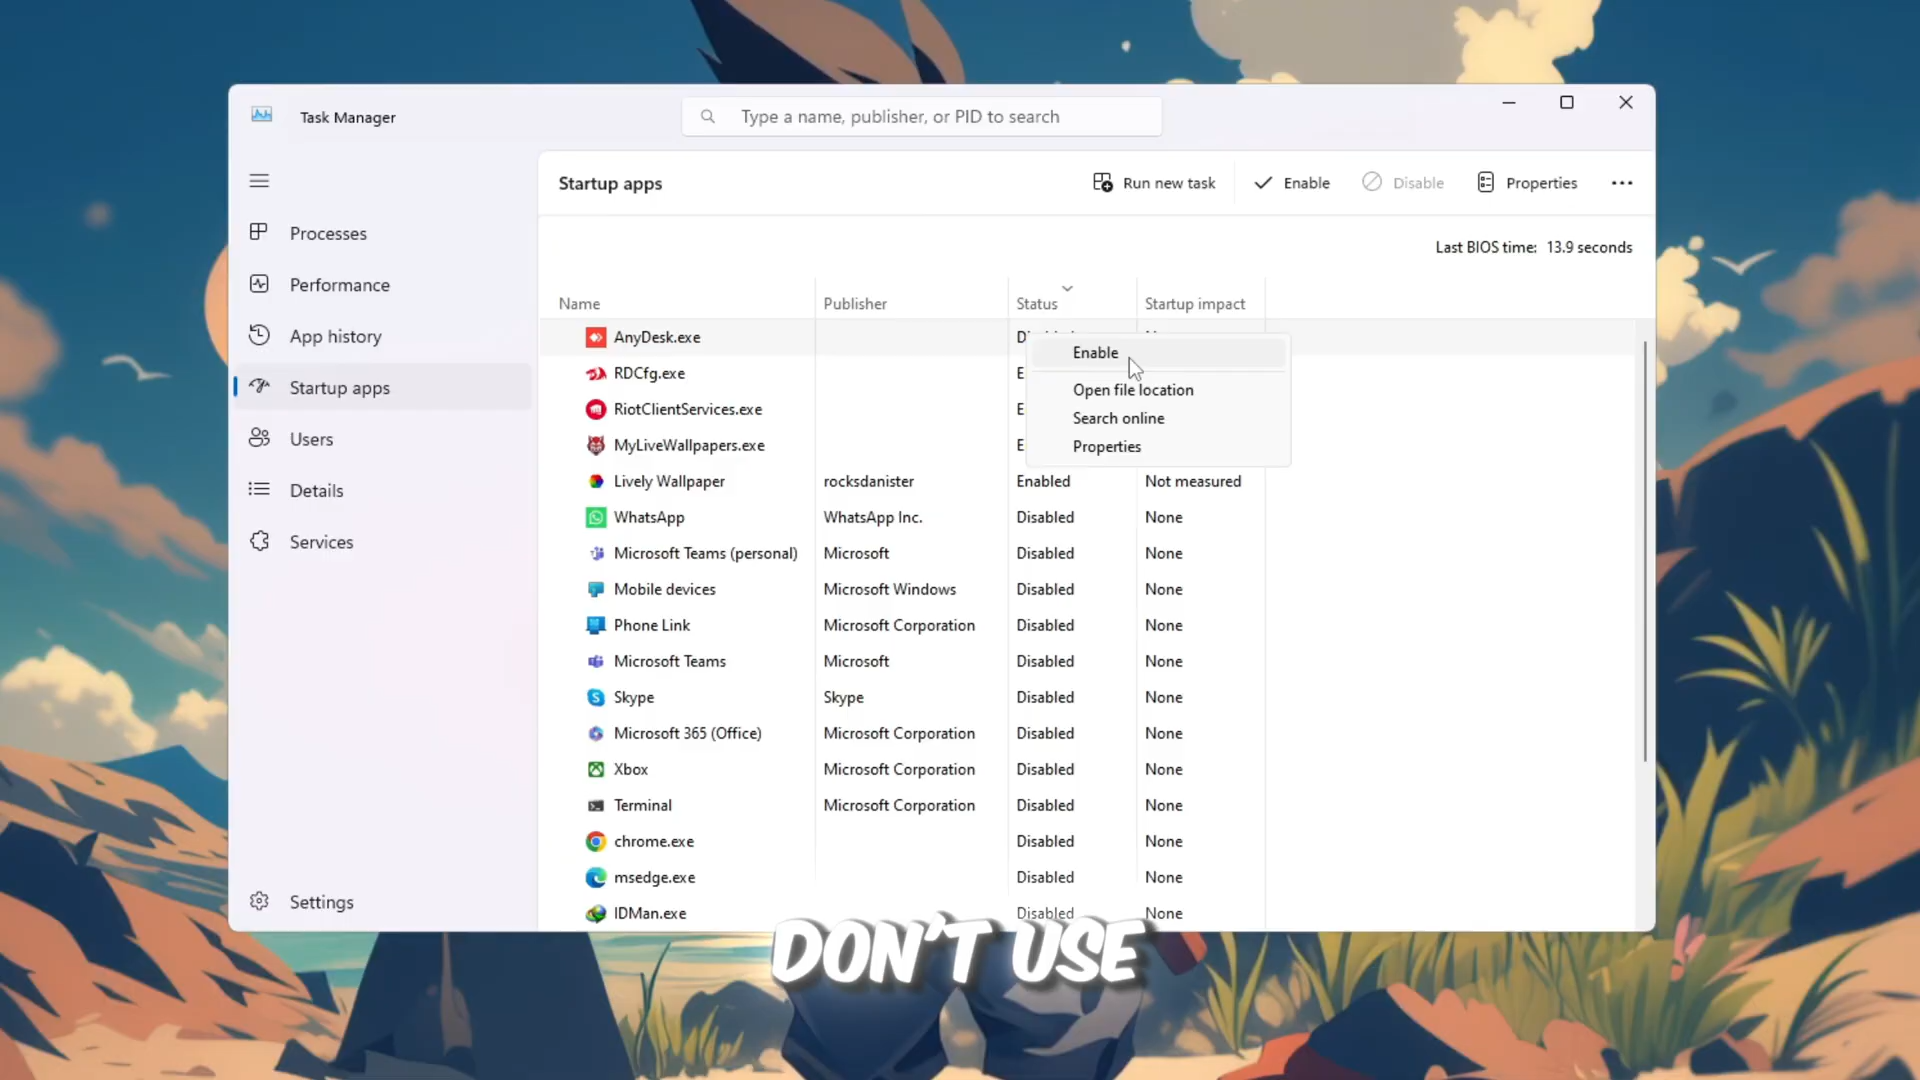 Task Manager
Type a name, publisher, or PID to search
Startup apps
Run new task
Enable
Disable
Properties
Processes
Performance
App history
Startup apps
Users
Details
Services
Settings
Last BIOS time: 13.9 seconds
Name Publisher Status Startup impact
AnyDesk.exe
RDCfg.exe
RiotClientServices.exe
MyLiveWallpapers.exe
Enable
Open file location
Search online
Properties
Lively Wallpaper rocksdanister Enabled Not measured
WhatsApp WhatsApp Inc. Disabled None
Microsoft Teams (personal) Microsoft Disabled None
Mobile devices Microsoft Windows Disabled None
Phone Link Microsoft Corporation Disabled None
Microsoft Teams Microsoft Disabled None
Skype Skype Disabled None
Microsoft 365 (Office) Microsoft Corporation Disabled None
Xbox Microsoft Corporation Disabled None
Terminal Microsoft Corporation Disabled None
chrome.exe Disabled None
msedge.exe Disabled None
IDMan.exe Disabled None
DON'T USE